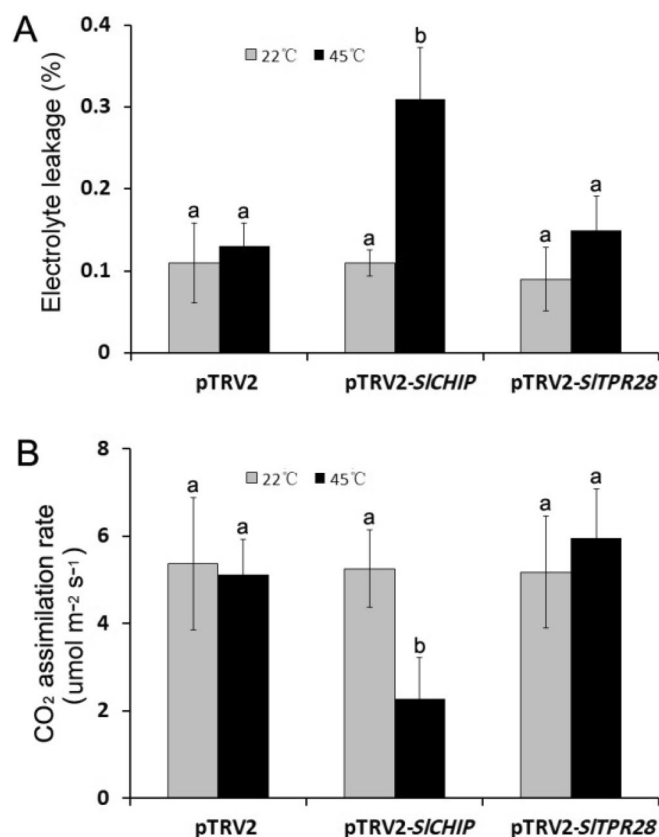 A
Electrolyte leakage (%)
0.4
0.3
0.2
0.1
0
22℃ 45℃
a a a b a a
pTRV2 pTRV2-SlCHIP pTRV2-SlTPR28
B
CO₂ assimilation rate
(umol m⁻² s⁻¹)
8
6
4
2
0
22℃ 45℃
a a a b a a
pTRV2 pTRV2-SlCHIP pTRV2-SlTPR28